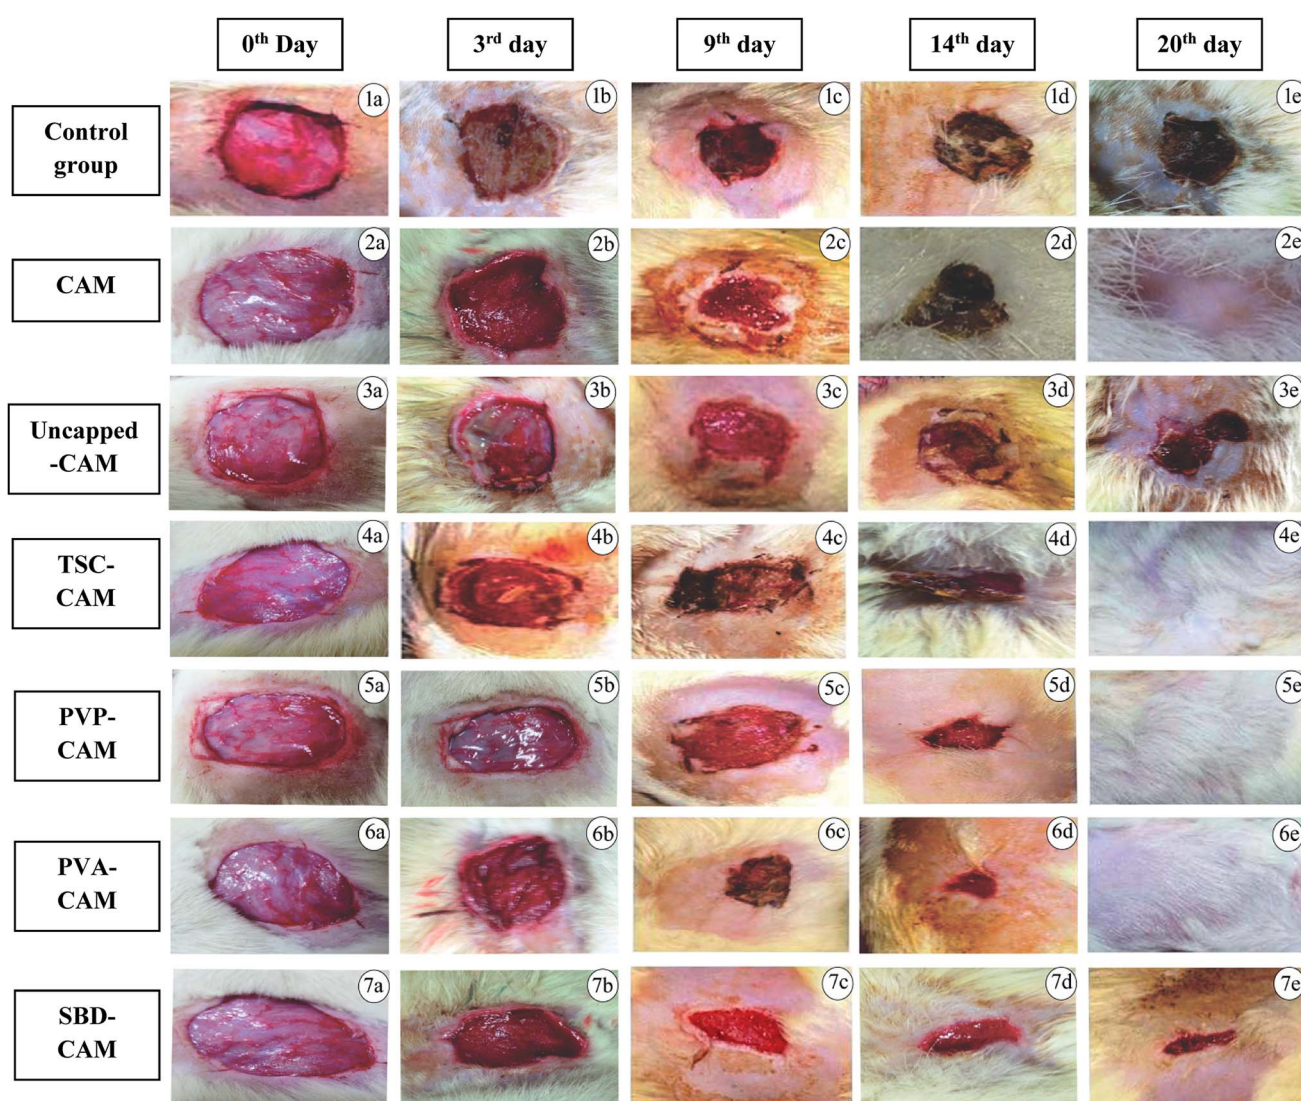 0th Day
3rd day
9th day
14th day
20th day
Control
group
1a
1b
1c
1d
1e
CAM
2a
2b
2c
2d
2e
Uncapped
-CAM
3a
3b
3c
3d
3e
TSC-
CAM
4a
4b
4c
4d
4e
PVP-
CAM
5a
5b
5c
5d
5e
PVA-
CAM
6a
6b
6c
6d
6e
SBD-
CAM
7a
7b
7c
7d
7e